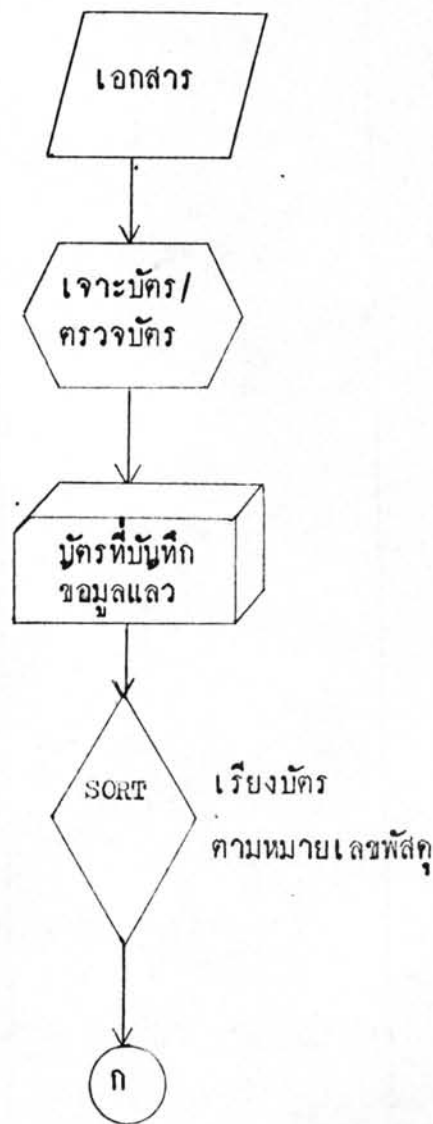 เอกสาร
เจาะบัตร/
ตรวจบัตร
บัตรที่บันทึก
ขอมูลแลว
SORT
เรียงบัตร
ตามหมายเลขพัสดุ
ก